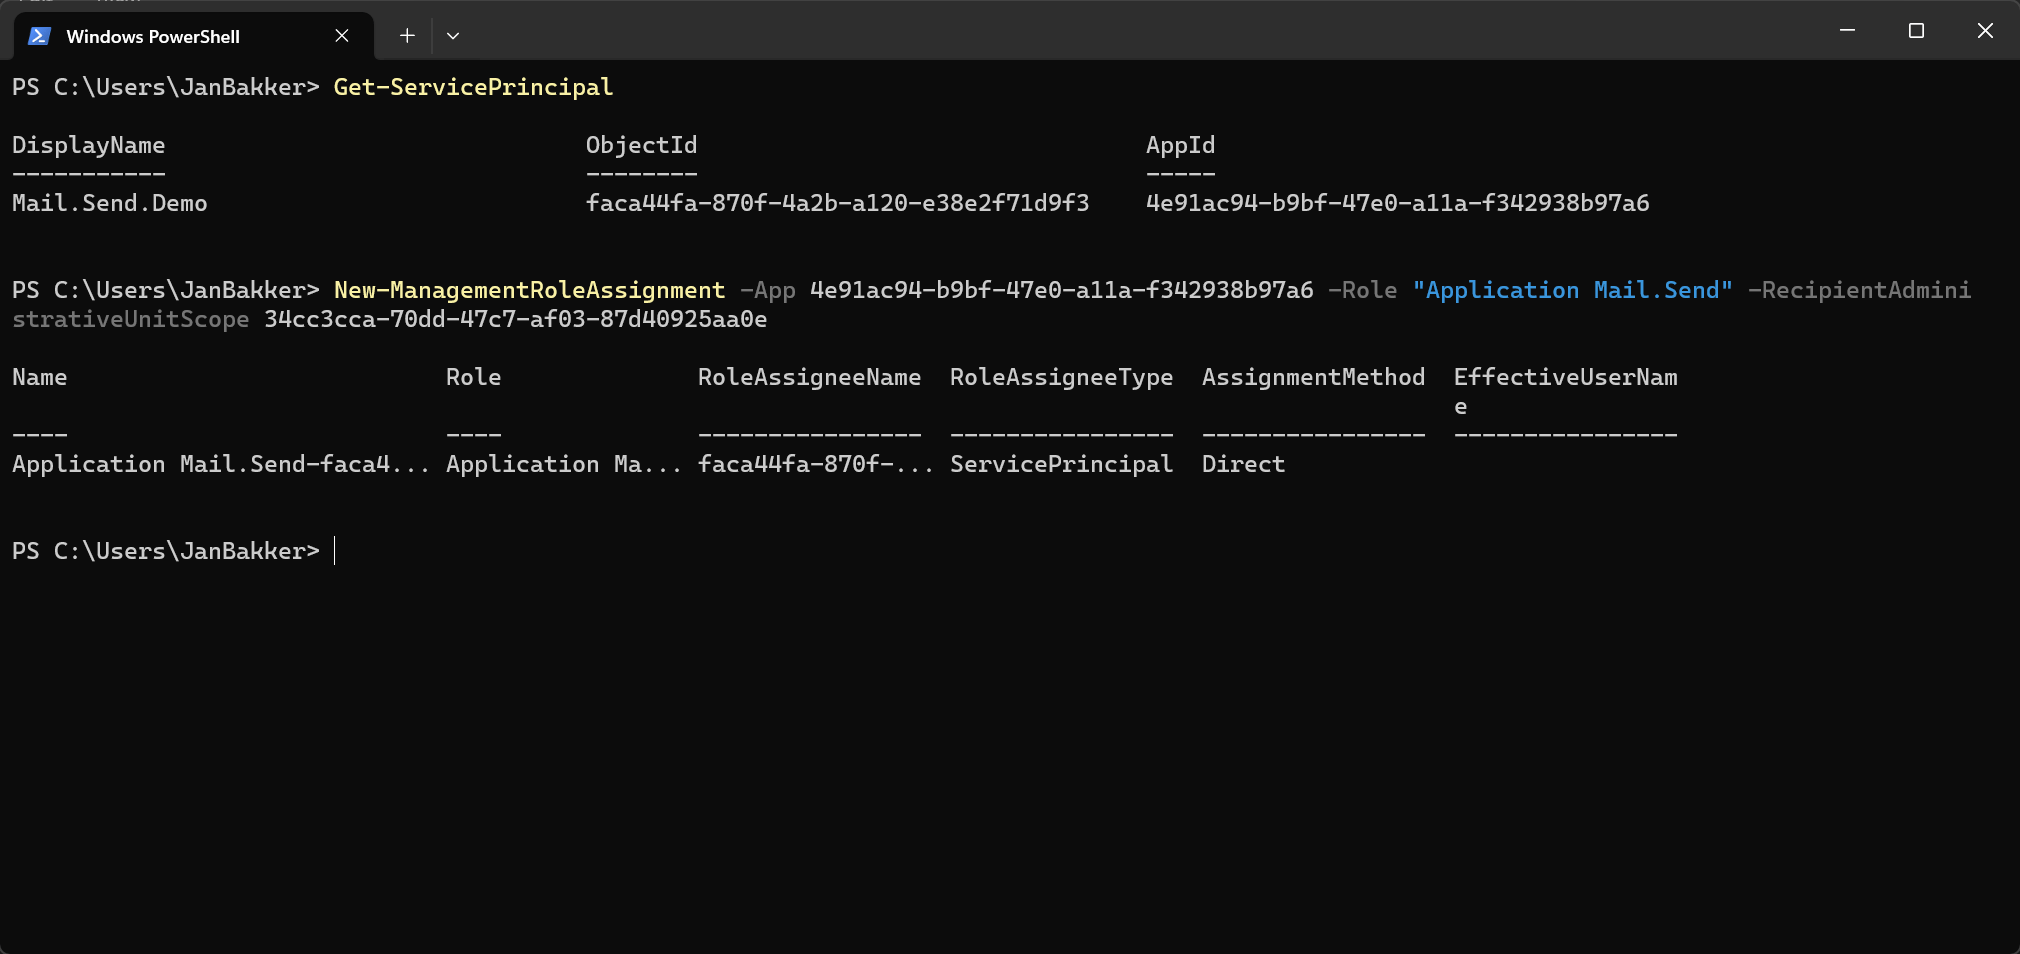 Windows PowerShell
PS C:\Users\JanBakker> Get-ServicePrincipal
DisplayName ObjectId AppId
----------- -------- -----
Mail.Send.Demo faca44fa-870f-4a2b-a120-e38e2f71d9f3 4e91ac94-b9bf-47e0-a11a-f342938b97a6
PS C:\Users\JanBakker> New-ManagementRoleAssignment -App 4e91ac94-b9bf-47e0-a11a-f342938b97a6 -Role "Application Mail.Send" -RecipientAdmini
strativeUnitScope 34cc3cca-70dd-47c7-af03-87d40925aa0e
Name Role RoleAssigneeName RoleAssigneeType AssignmentMethod EffectiveUserNam
e
---- ---- ---------------- ---------------- ---------------- ----------------
Application Mail.Send-faca4... Application Ma... faca44fa-870f-... ServicePrincipal Direct
PS C:\Users\JanBakker>